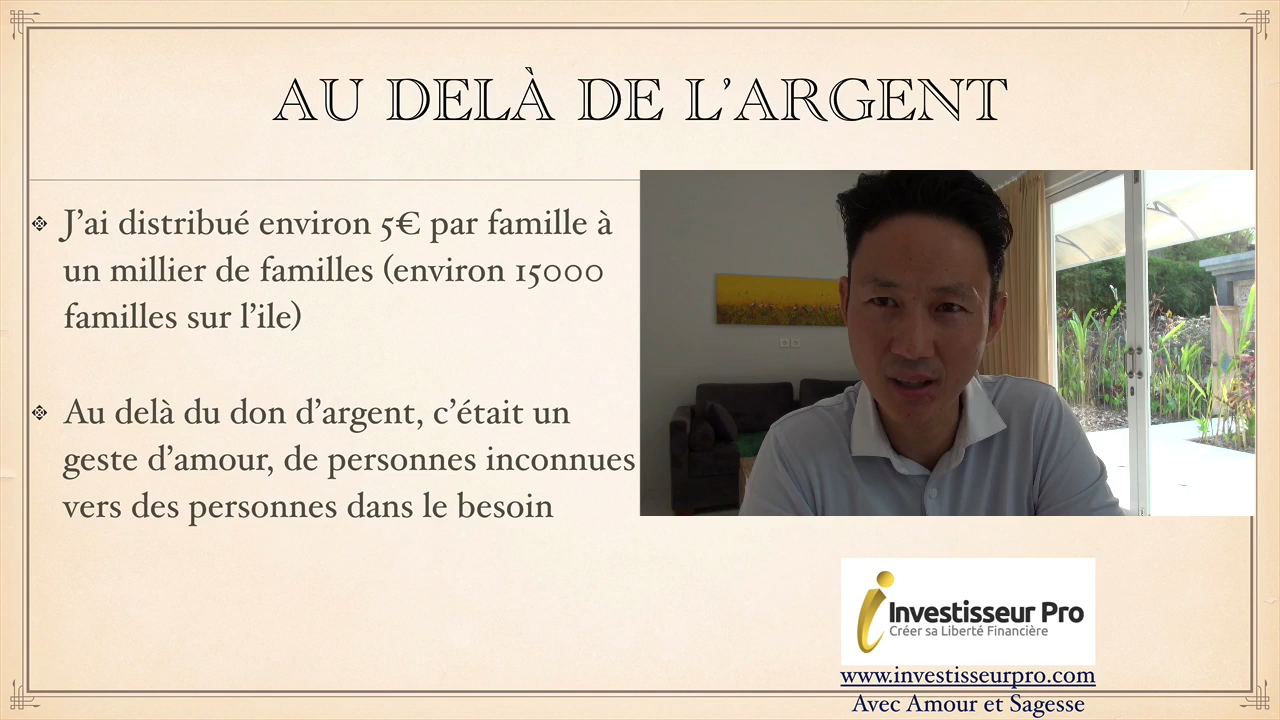 AU DELÀ DE L’ARGENT
J’ai distribué environ 5€ par famille à
un millier de familles (environ 15000
familles sur l’ile)
Au delà du don d’argent, c’était un
geste d’amour, de personnes inconnues
vers des personnes dans le besoin
Investisseur Pro
Créer sa Liberté Financière
www.investisseurpro.com
Avec Amour et Sagesse